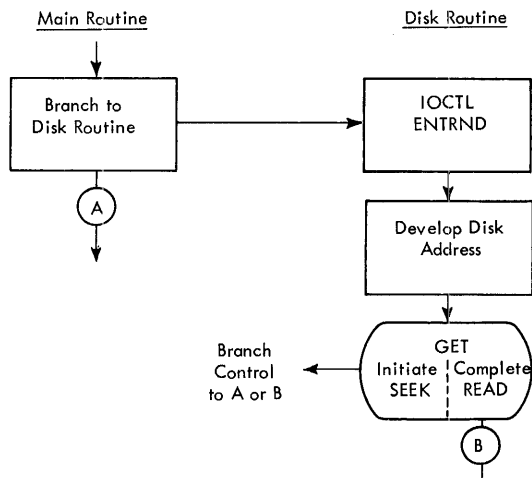 Main Routine
Disk Routine
Branch to
Disk Routine
IOCTL
ENTRND
A
Develop Disk
Address
GET
Initiate Complete
SEEK READ
Branch
Control
to A or B
B